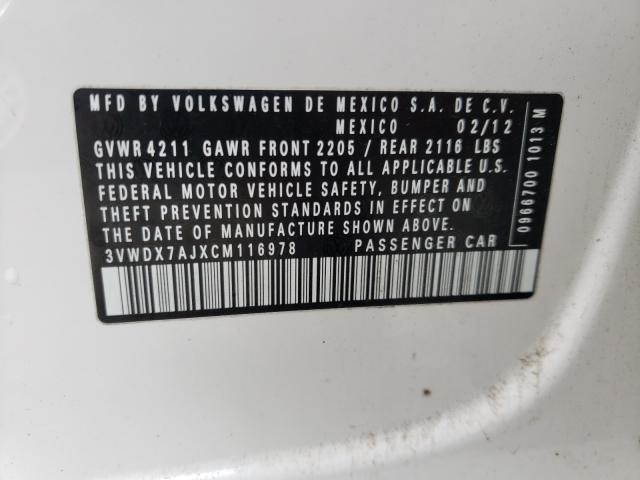 MFD BY VOLKSWAGEN DE MEXICO S.A. DE C.V.
MEXICO 02/12
GVWR 4211 GAWR FRONT 2205 / REAR 2116 LBS
THIS VEHICLE CONFORMS TO ALL APPLICABLE U.S.
FEDERAL MOTOR VEHICLE SAFETY, BUMPER AND
THEFT PREVENTION STANDARDS IN EFFECT ON
THE DATE OF MANUFACTURE SHOWN ABOVE.
3VWDX7AJXCM116978 PASSENGER CAR
0966700 1013 M